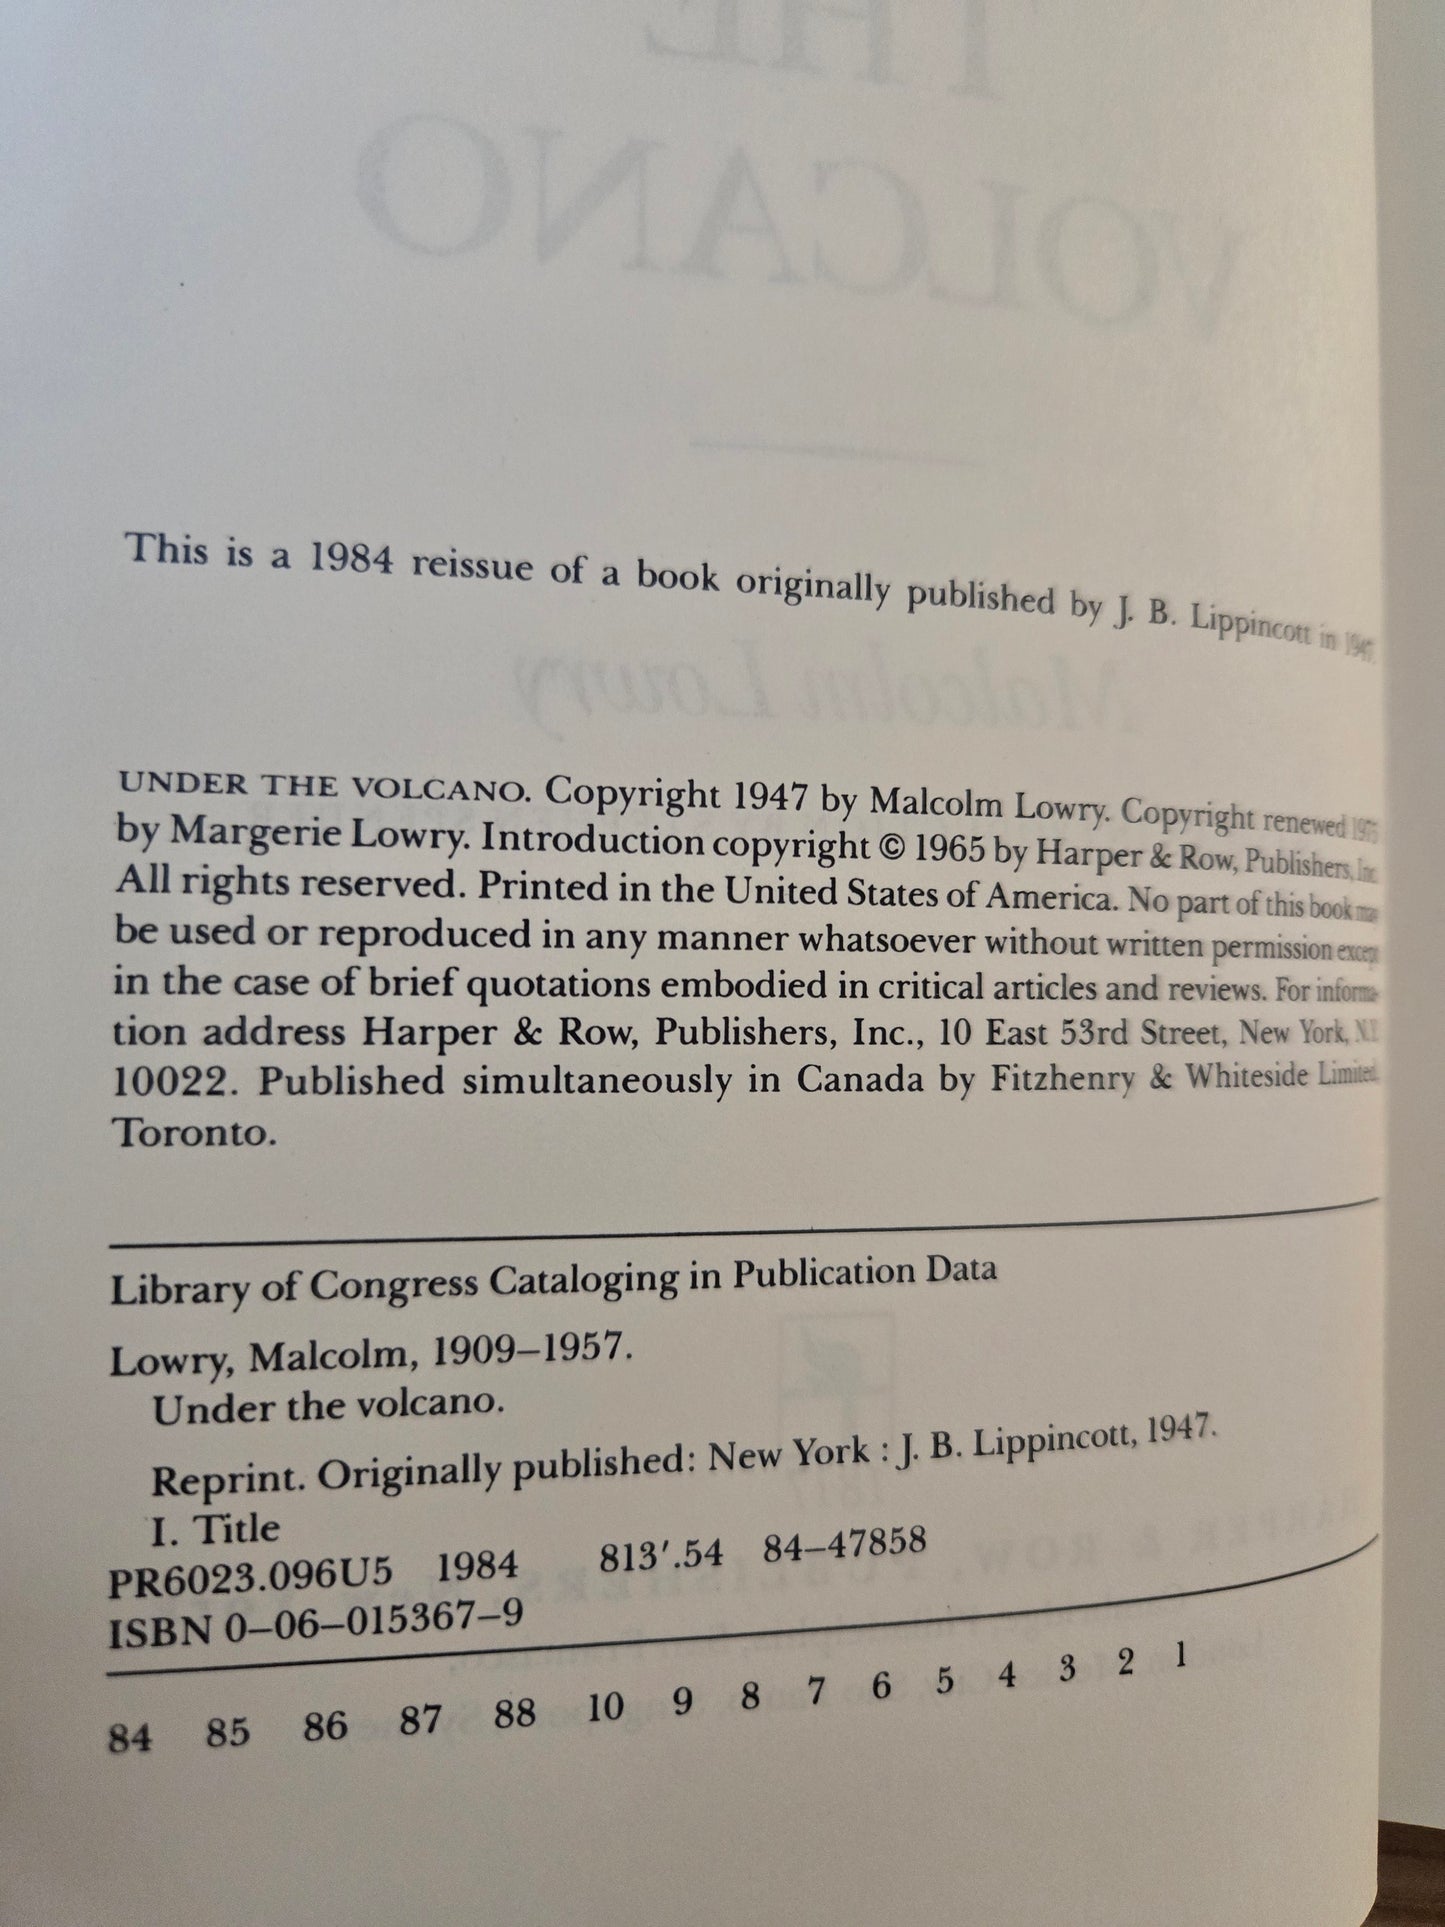 THE
VOLCANO
This is a 1984 reissue of a book originally published by J. B. Lippincott in 1947.
Malcolm Lowry
UNDER THE VOLCANO. Copyright 1947 by Malcolm Lowry. Copyright renewed
by Margerie Lowry. Introduction copyright © 1965 by Harper & Row, Publishers, Inc.
All rights reserved. Printed in the United States of America. No part of this book may
be used or reproduced in any manner whatsoever without written permission except
in the case of brief quotations embodied in critical articles and reviews. For informa-
tion address Harper & Row, Publishers, Inc., 10 East 53rd Street, New York, N.Y.
10022. Published simultaneously in Canada by Fitzhenry & Whiteside Limited,
Toronto.
Library of Congress Cataloging in Publication Data
Lowry, Malcolm, 1909–1957.
Under the volcano.
Reprint. Originally published: New York : J. B. Lippincott, 1947.
I. Title
PR6023.096U5 1984 813′.54 84–47858
ISBN 0–06–015367–9
84 85 86 87 88 10 9 8 7 6 5 4 3 2 1